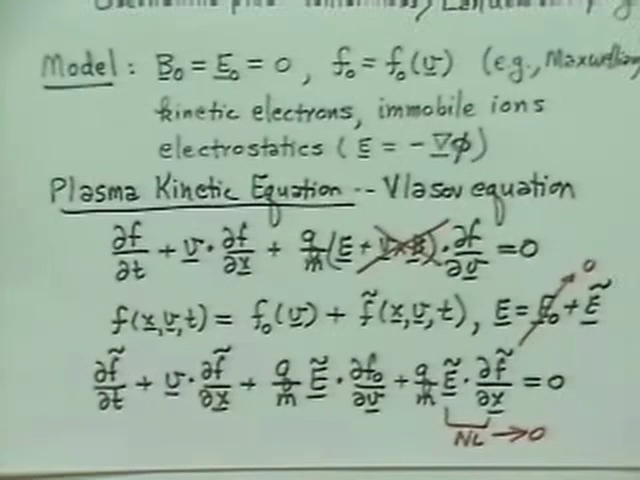 Model: B₀ = E₀ = 0, f₀ = f₀(v) (e.g., Maxwellian,
kinetic electrons, immobile ions
electrostatics (E = -∇ϕ)
Plasma Kinetic Equation -- Vlasov equation
∂f/∂t + v · ∂f/∂x + q/m (E + v×B) · ∂f/∂v = 0
0
f(x,v,t) = f₀(v) + f̃(x,v,t), E = E₀ + Ẽ
∂f̃/∂t + v · ∂f̃/∂x + q/m Ẽ · ∂f₀/∂v + q/m Ẽ · ∂f̃/∂x = 0
NL → 0